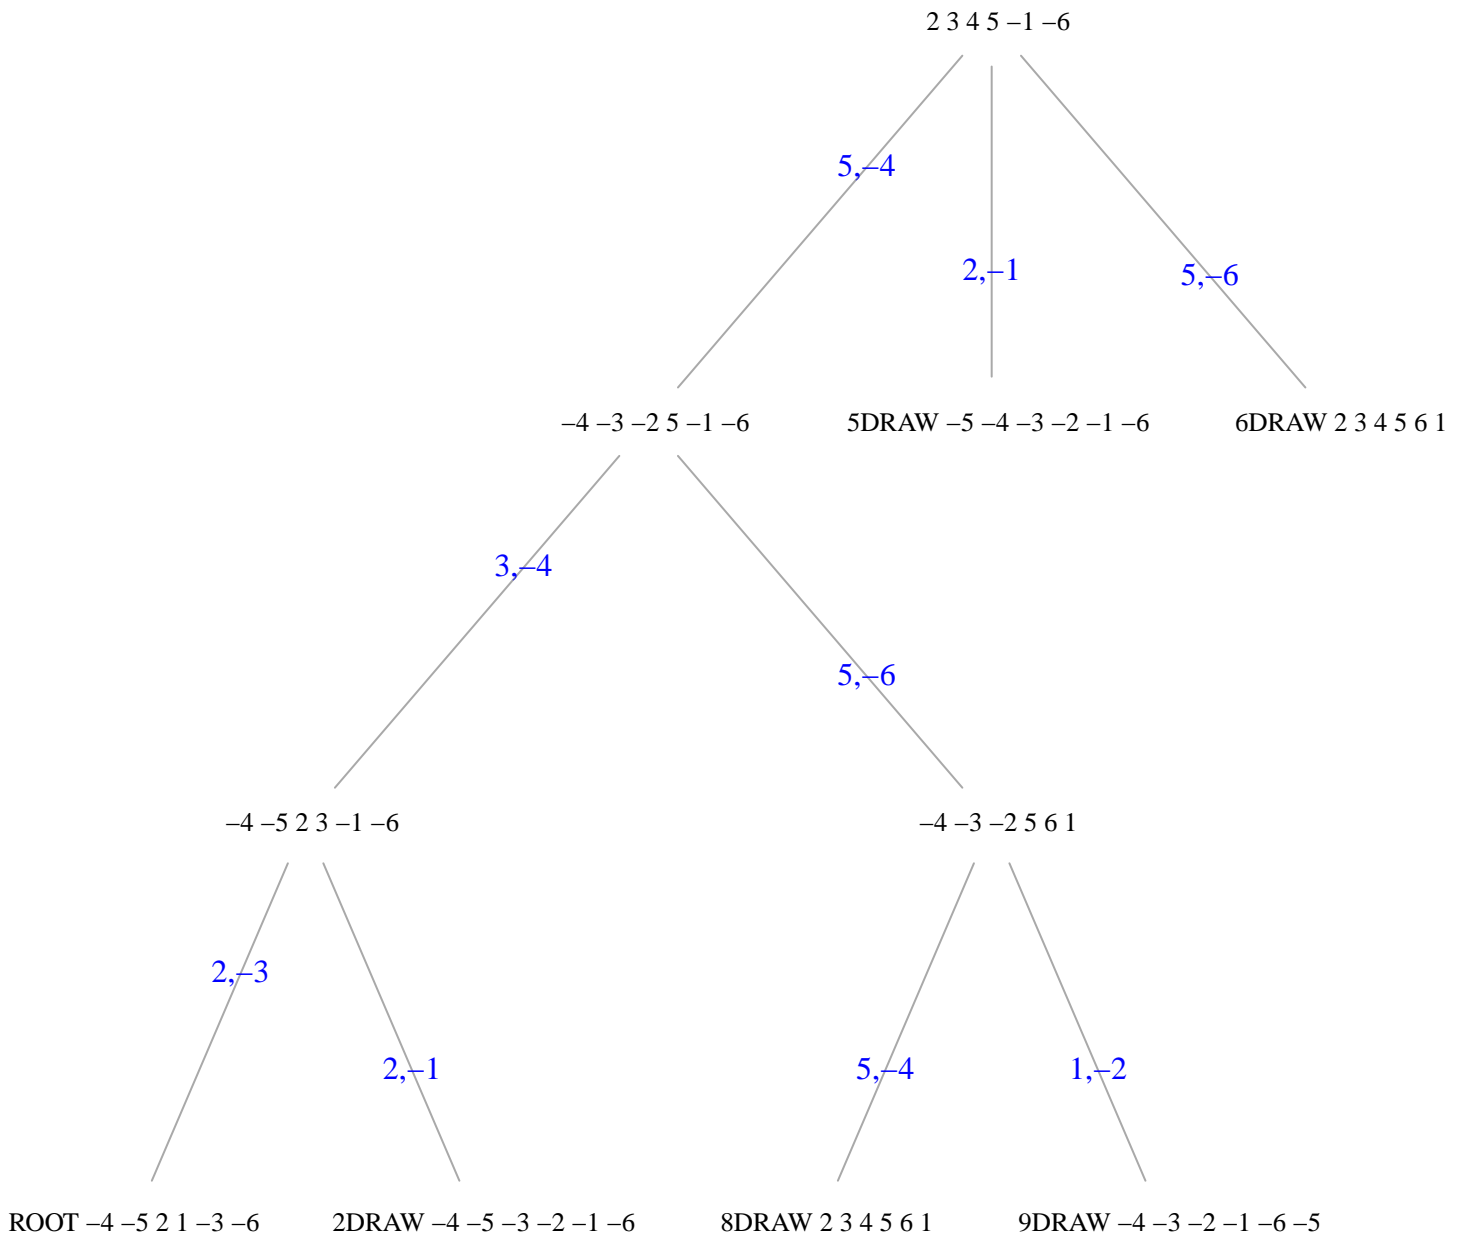 2 3 4 5 –1 –6
5,–4
2,–1
5,–6
–4 –3 –2 5 –1 –6
5DRAW –5 –4 –3 –2 –1 –6
6DRAW 2 3 4 5 6 1
3,–4
5,–6
–4 –5 2 3 –1 –6
–4 –3 –2 5 6 1
2,–3
2,–1
5,–4
1,–2
ROOT –4 –5 2 1 –3 –6
2DRAW –4 –5 –3 –2 –1 –6
8DRAW 2 3 4 5 6 1
9DRAW –4 –3 –2 –1 –6 –5